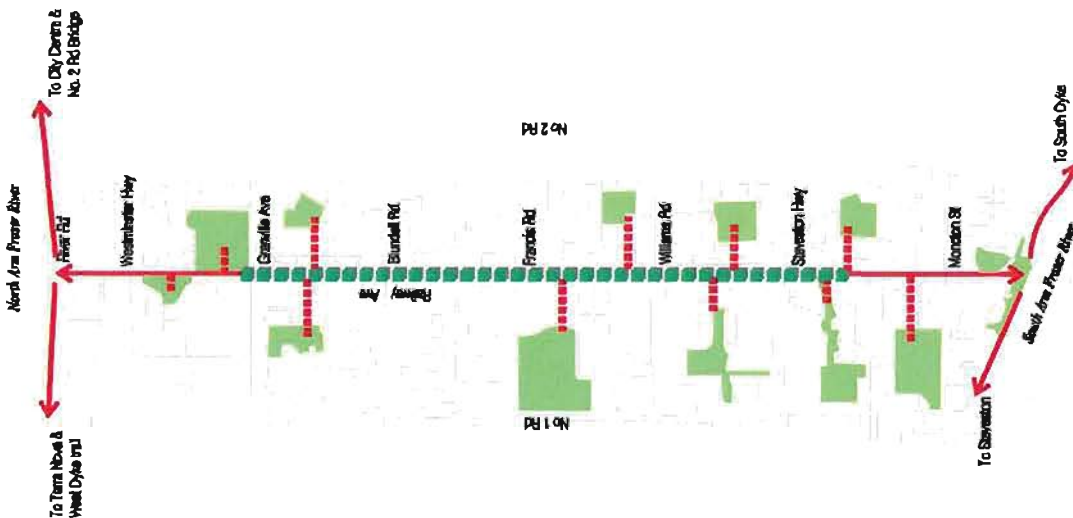 North Arm Fraser River
To City Centre &
No. 2 Rd Bridge
To Terra Nova &
West Dyke trail
River Rd
Westminster Hwy
Granville Ave
Blundell Rd
Railway
Ave
No 2 Rd
Francis Rd
Williams Rd
No 1 Rd
Steveston Hwy
Moncton St
To South Dyke
South Arm Fraser River
To Steveston